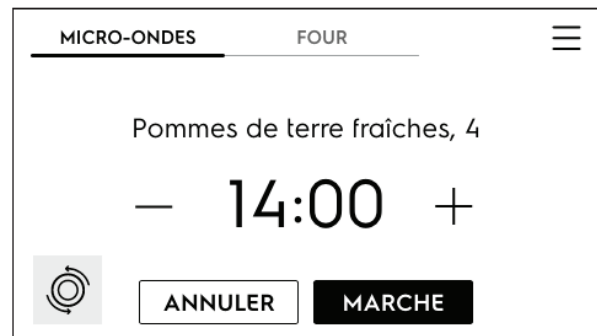 MICRO-ONDES FOUR
Pommes de terre fraîches, 4
— 14:00 +
ANNULER MARCHE